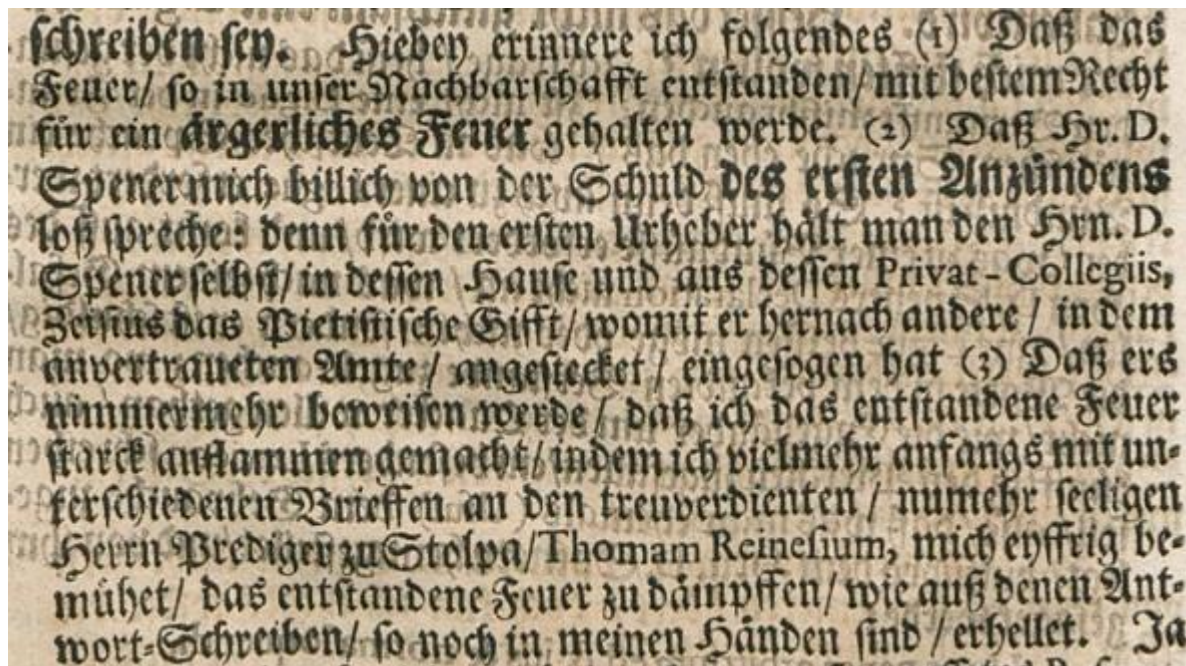 schreiben sey. Hiebey erinnere ich folgendes (1) Daß das
Feuer/ so in unser Nachbarschafft entstanden/ mit bestem Recht
für ein ärgerliches Feuer gehalten werde. (2) Daß Hr. D.
Spener mich billich von der Schuld des ersten Anzündens
loß spreche: denn für den ersten Urheber hält man den Hrn. D.
Spener selbst/ in dessen Hause und aus dessen Privat-Collegiis,
Zeisius das Pietistische Gifft/ womit er hernach andere / in dem
anvertraueten Amte / angestecket / eingesogen hat (3) Daß ers
nimmermehr beweisen werde / daß ich das entstandene Feuer
starck anflammen gemacht/ indem ich vielmehr anfangs mit un-
terschiedenen Brieffen an den treuverdienten / numehr seeligen
Herrn Prediger zu Stolpa/ Thomam Reinesium, mich eyffrig be-
mühet/ das entstandene Feuer zu dämpffen/ wie auß denen Ant-
wort-Schreiben/ so noch in meinen Händen sind / erhellet. Ja